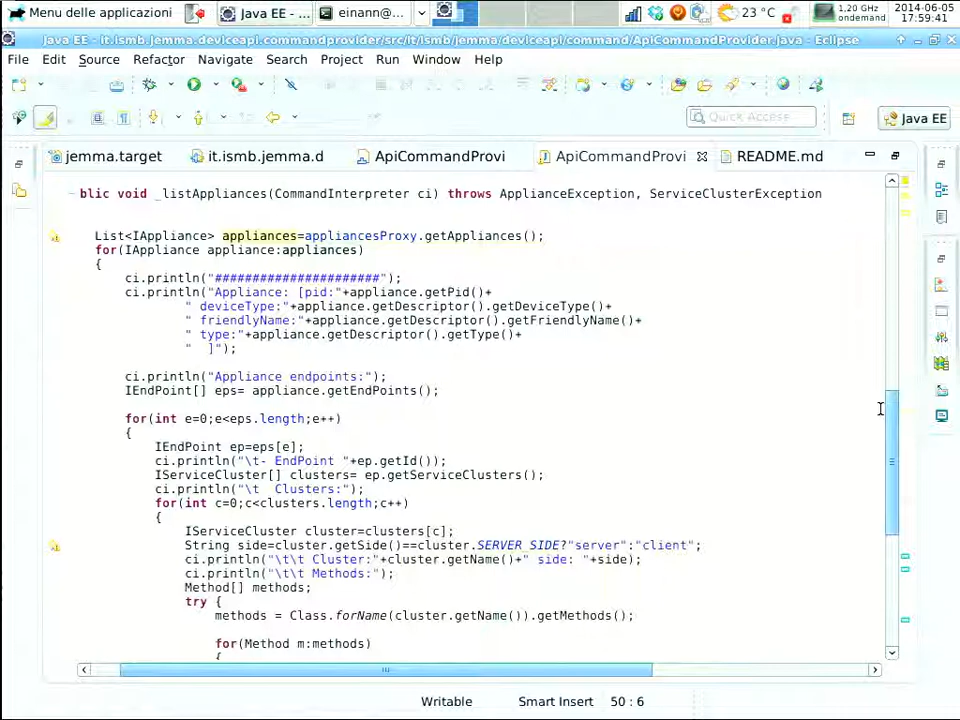 Menu delle applicazioni
Java EE - ...
einann@...
23 °C
1,20 GHz
ondemand
2014-06-05
17:59:41
Java EE - it.ismb.jemma.deviceapi.commandprovider/src/it/ismb/jemma/deviceapi/command/ApiCommandProvider.java - Eclipse
File Edit Source Refactor Navigate Search Project Run Window Help
Quick Access
Java EE
jemma.target
it.ismb.jemma.d
ApiCommandProvi
ApiCommandProvi
README.md
blic void _listAppliances(CommandInterpreter ci) throws ApplianceException, ServiceClusterException
List<IAppliance> appliances=appliancesProxy.getAppliances();
for(IAppliance appliance:appliances)
{
ci.println("######################");
ci.println("Appliance: [pid:"+appliance.getPid()+
" deviceType:"+appliance.getDescriptor().getDeviceType()+
" friendlyName:"+appliance.getDescriptor().getFriendlyName()+
" type:"+appliance.getDescriptor().getType()+
"  ]");
ci.println("Appliance endpoints:");
IEndPoint[] eps= appliance.getEndPoints();
for(int e=0;e<eps.length;e++)
{
IEndPoint ep=eps[e];
ci.println("\t- EndPoint "+ep.getId());
IServiceCluster[] clusters= ep.getServiceClusters();
ci.println("\t  Clusters:");
for(int c=0;c<clusters.length;c++)
{
IServiceCluster cluster=clusters[c];
String side=cluster.getSide()==cluster.SERVER_SIDE?"server":"client";
ci.println("\t\t Cluster:"+cluster.getName()+" side: "+side);
ci.println("\t\t Methods:");
Method[] methods;
try {
methods = Class.forName(cluster.getName()).getMethods();
for(Method m:methods)
{
Writable
Smart Insert
50 : 6